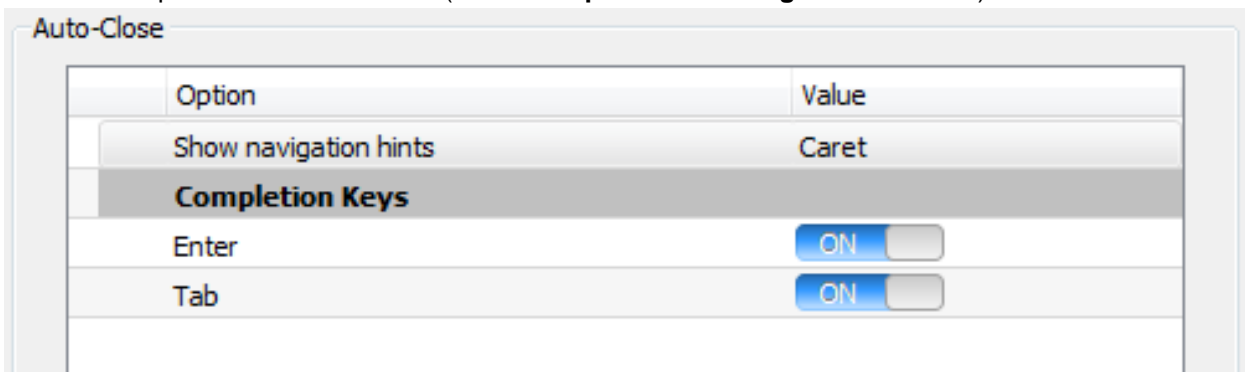 Auto-Close
Option Value
Show navigation hints Caret
Completion Keys
Enter ON
Tab ON